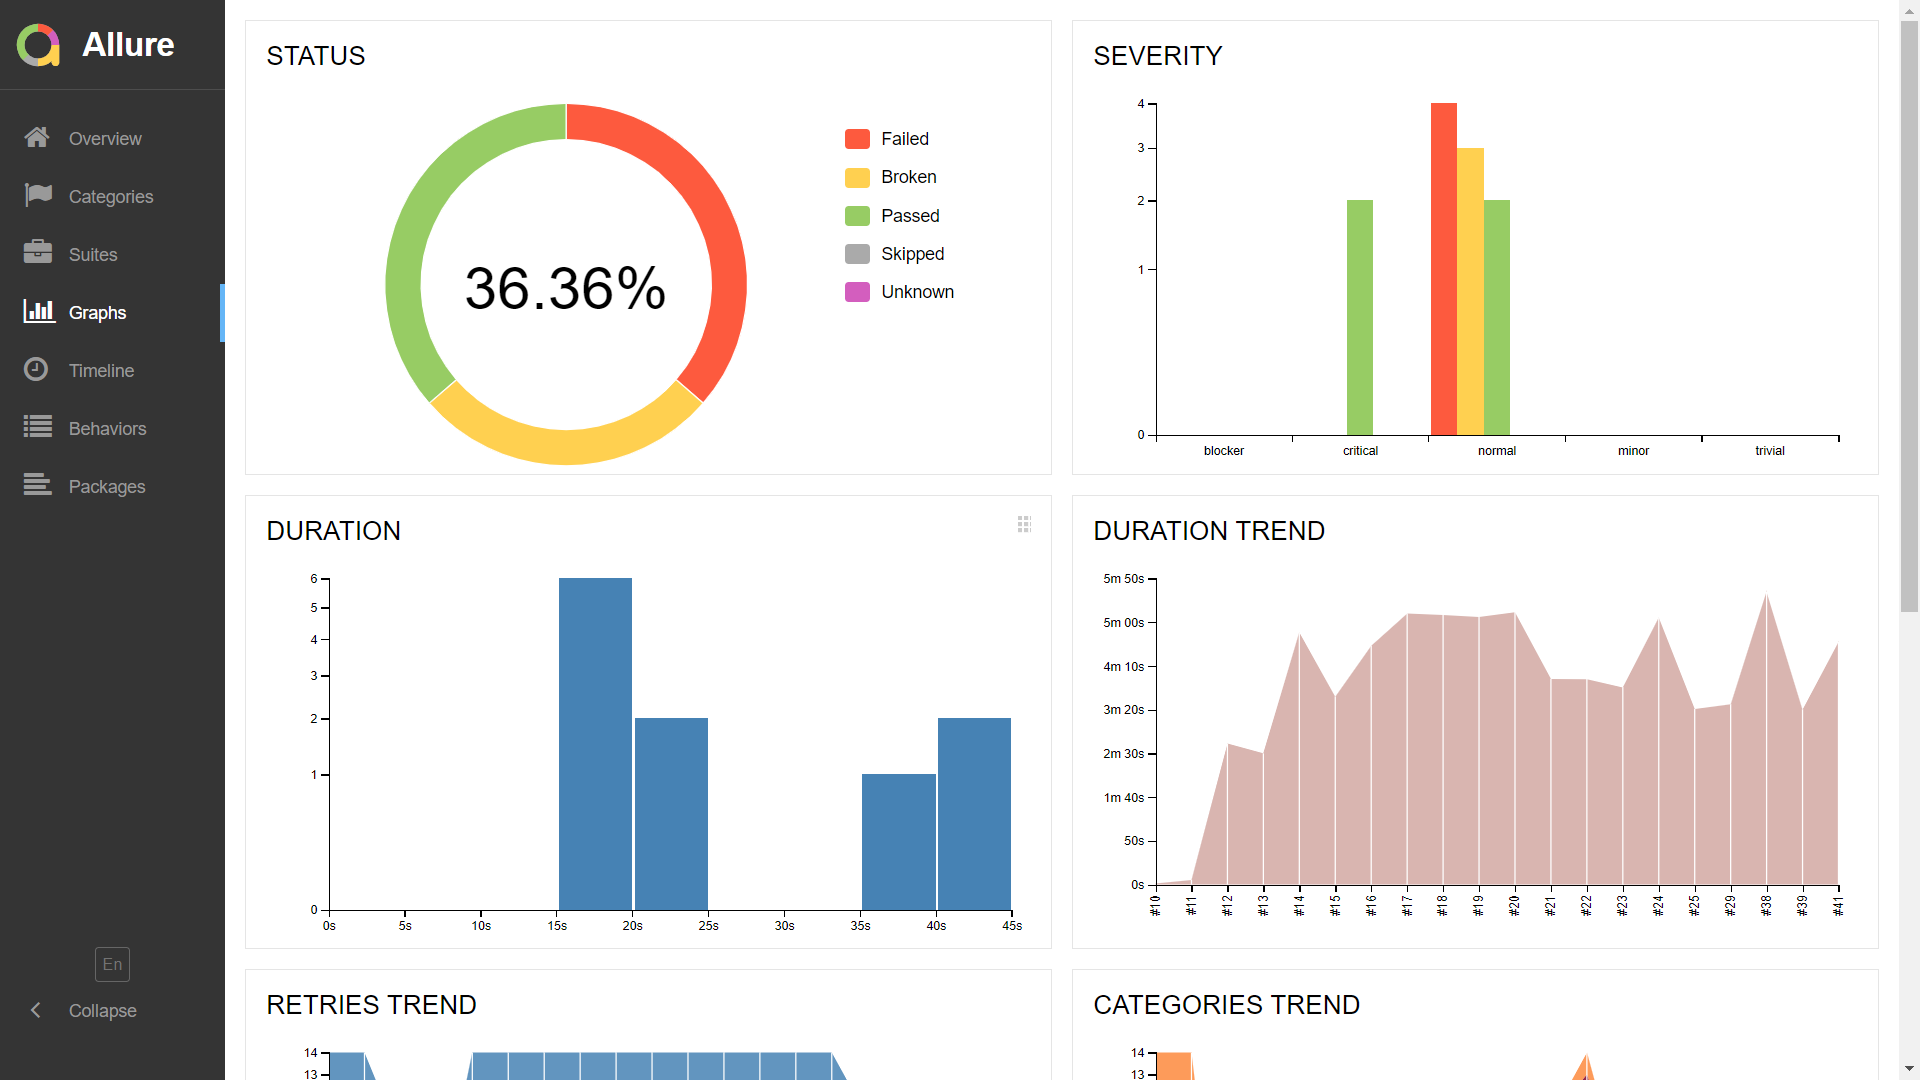 Allure
Overview
Categories
Suites
Graphs
Timeline
Behaviors
Packages
En
Collapse
STATUS
36.36%
Failed
Broken
Passed
Skipped
Unknown
SEVERITY
4
3
2
1
0
blocker critical normal minor trivial
DURATION
6
5
4
3
2
1
0
0s 5s 10s 15s 20s 25s 30s 35s 40s 45s
DURATION TREND
5m 50s
5m 00s
4m 10s
3m 20s
2m 30s
1m 40s
50s
0s
#10 #11 #12 #13 #14 #15 #16 #17 #18 #19 #20 #21 #22 #23 #24 #25 #29 #38 #39 #41
RETRIES TREND
14
13
CATEGORIES TREND
14
13